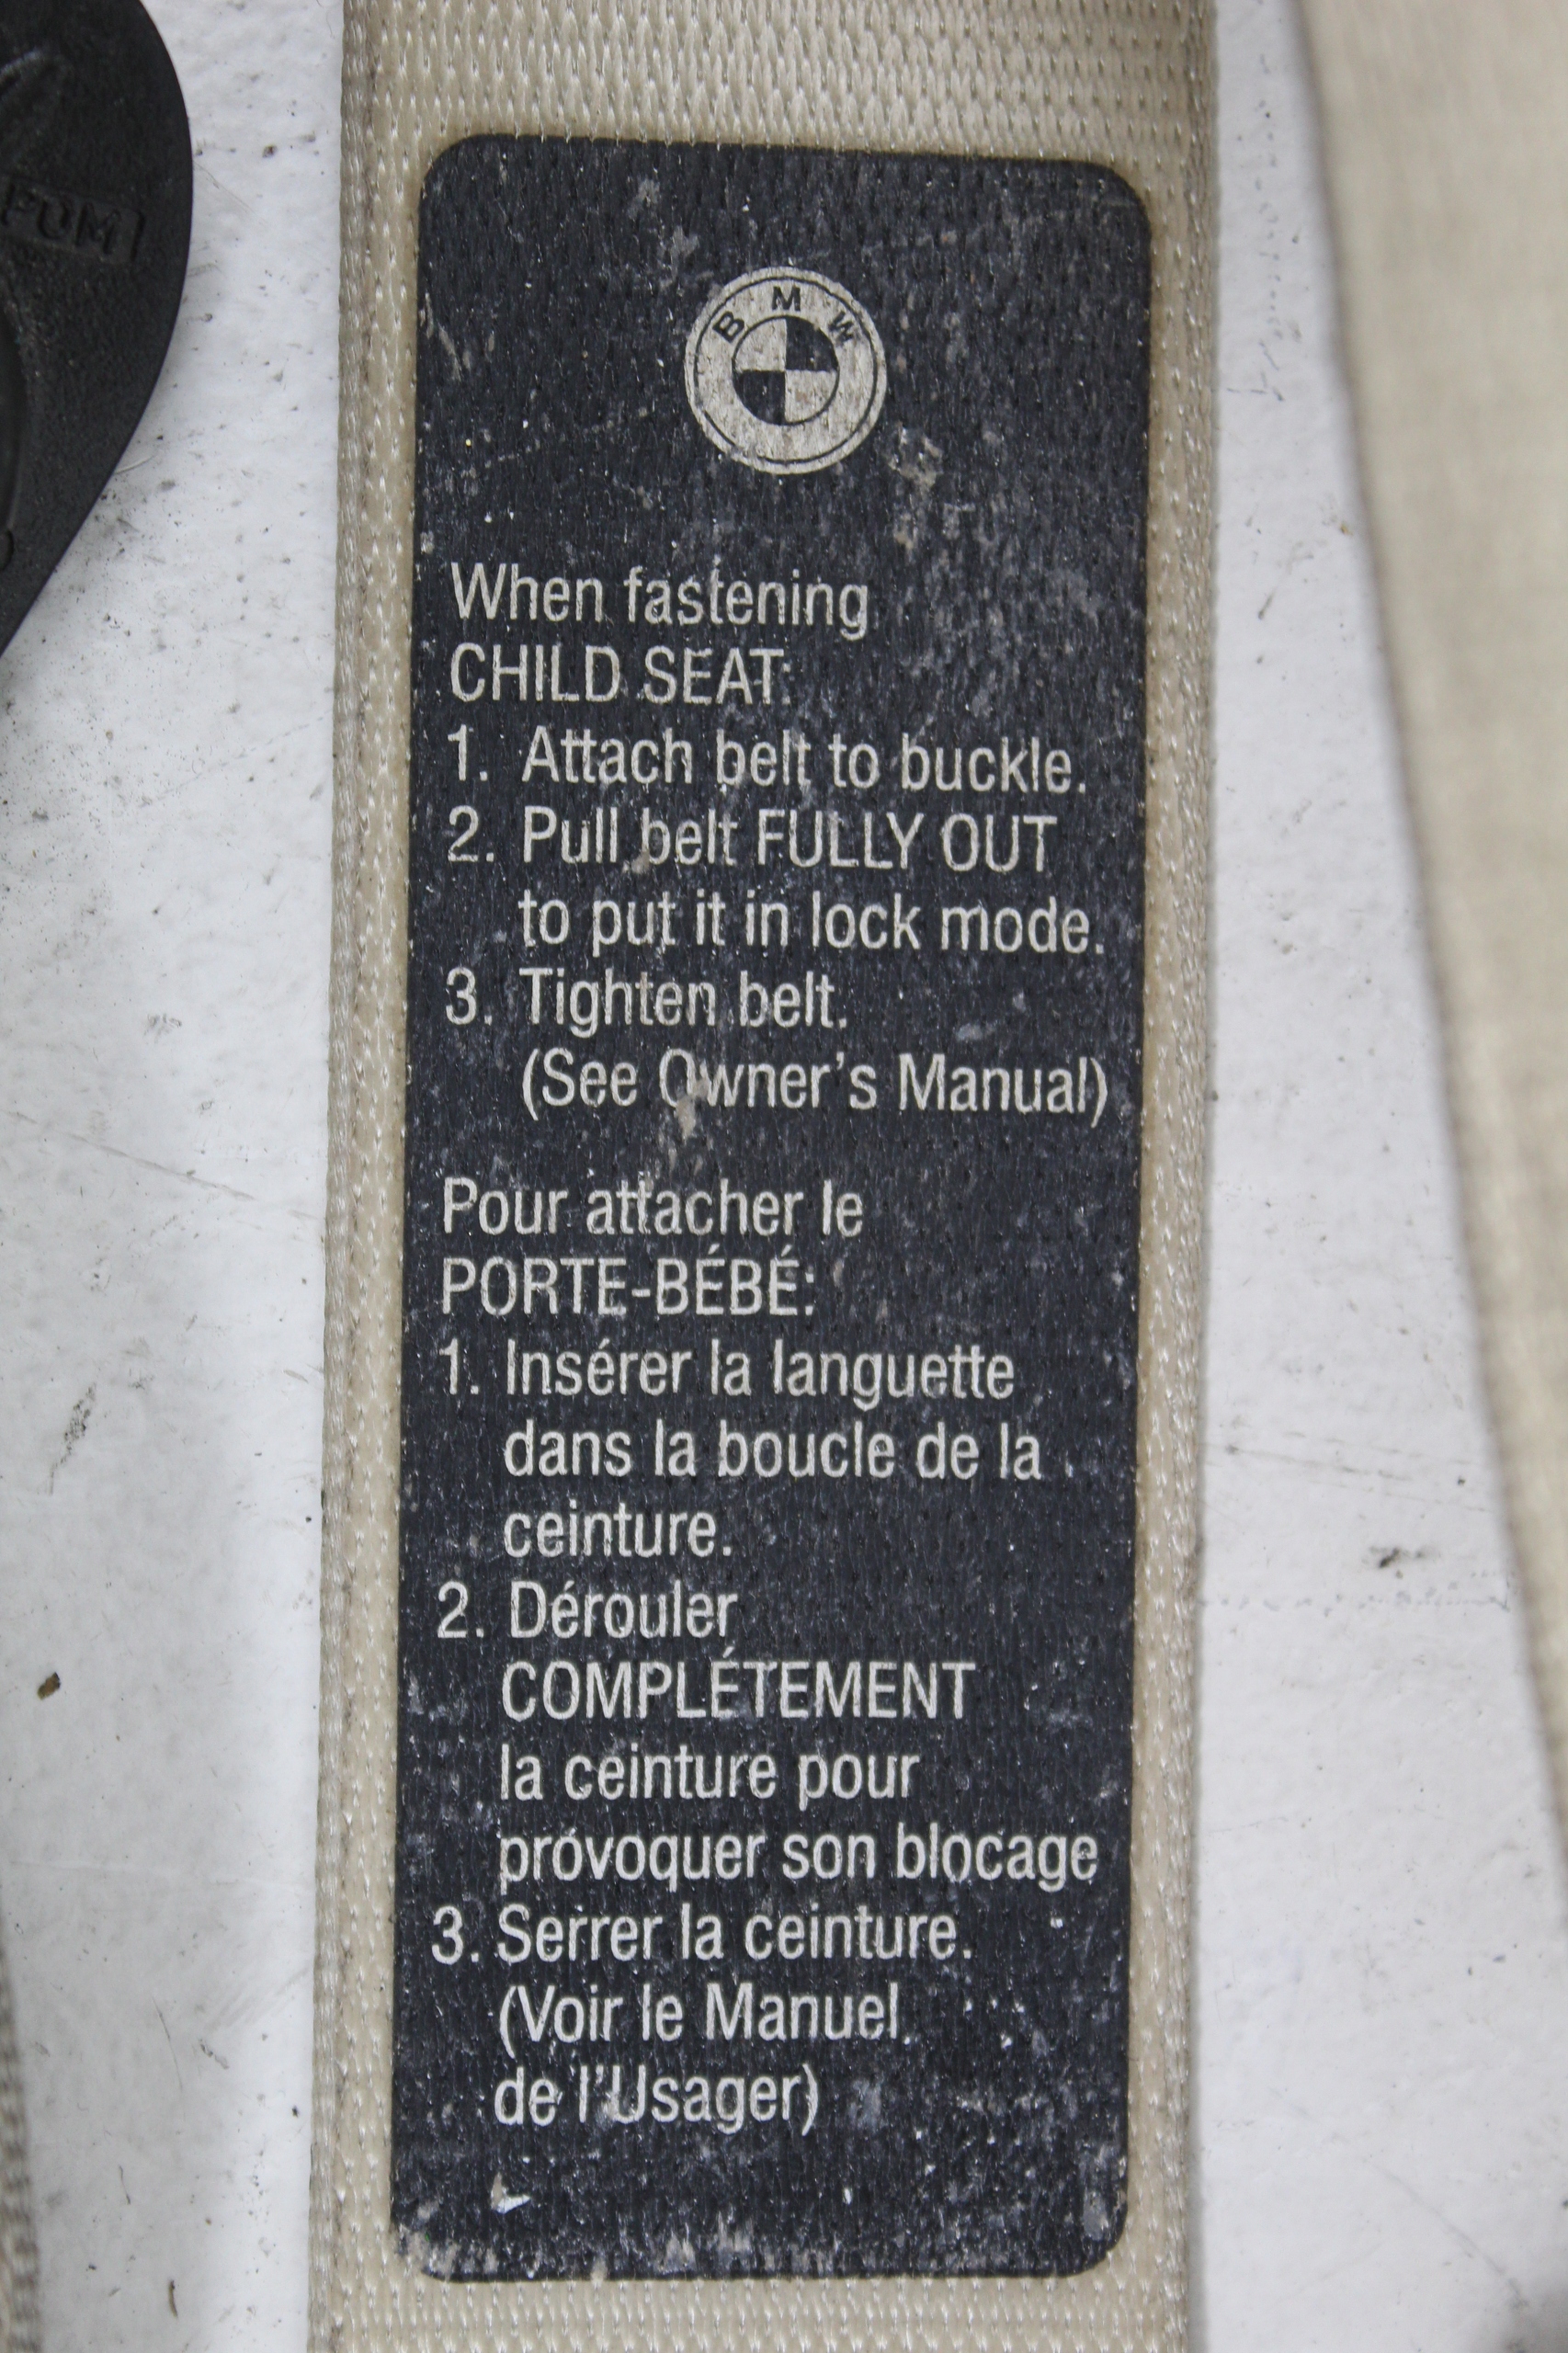 POM
BMW
When fastening
CHILD SEAT:
1. Attach belt to buckle.
2. Pull belt FULLY OUT
to put it in lock mode.
3. Tighten belt.
(See Owner's Manual)
Pour attacher le
PORTE-BÉBÉ:
1. Insérer la languette
dans la boucle de la
ceinture.
2. Dérouler
COMPLÉTEMENT
la ceinture pour
provoquer son blocage
3. Serrer la ceinture.
(Voir le Manuel
de l'Usager)